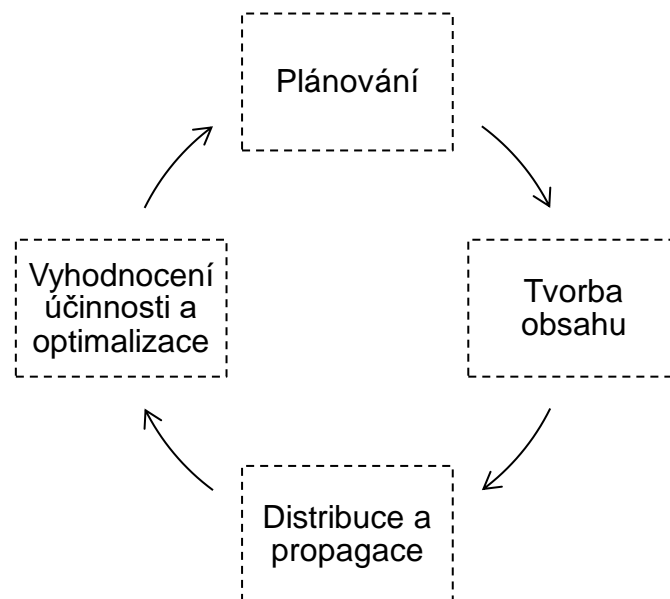 Plánování
Tvorba
obsahu
Distribuce a
propagace
Vyhodnocení
účinnosti a
optimalizace